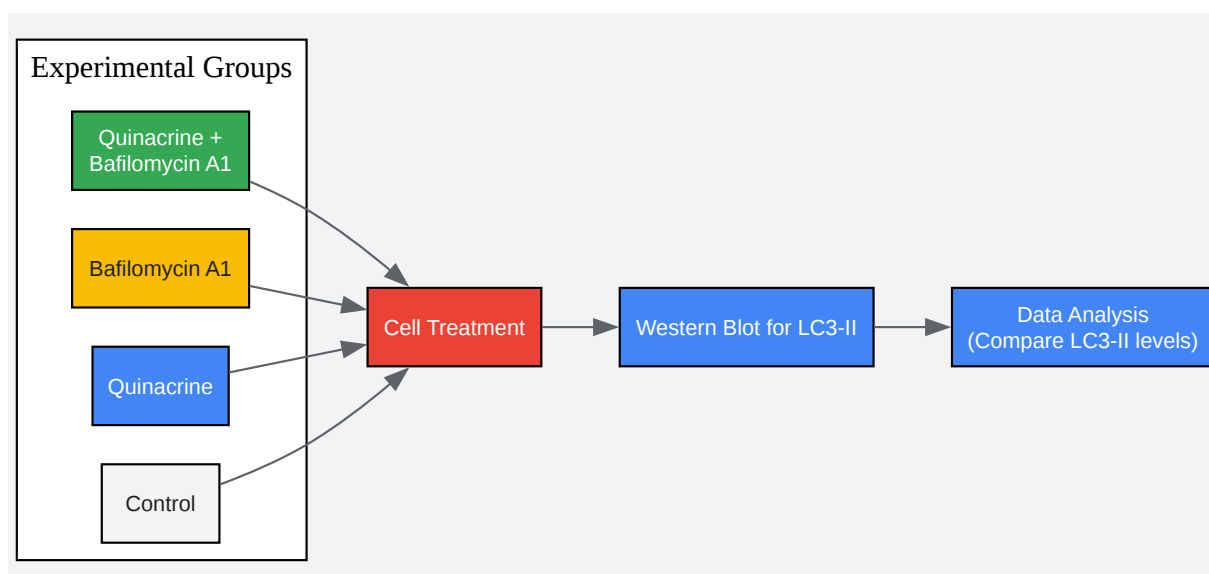 Experimental Groups
Quinacrine +
Bafilomycin A1
Bafilomycin A1
Quinacrine
Control
Cell Treatment
Western Blot for LC3-II
Data Analysis
(Compare LC3-II levels)